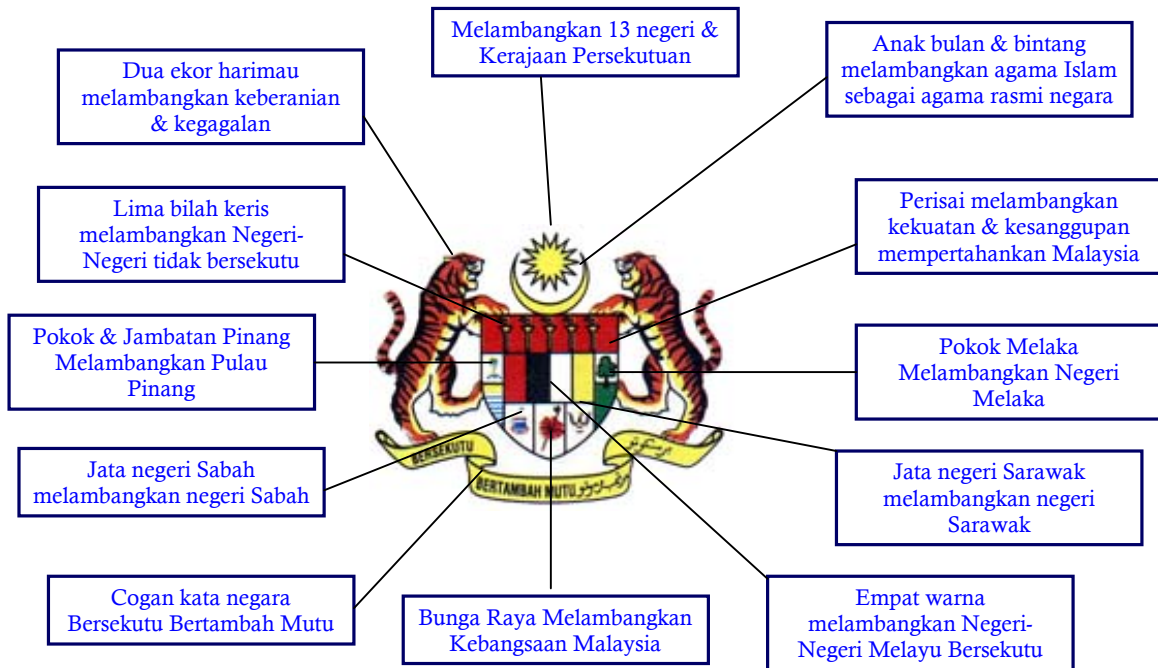 Melambangkan 13 negeri &
Kerajaan Persekutuan
Dua ekor harimau
melambangkan keberanian
& kegagalan
Anak bulan & bintang
melambangkan agama Islam
sebagai agama rasmi negara
Lima bilah keris
melambangkan Negeri-
Negeri tidak bersekutu
Perisai melambangkan
kekuatan & kesanggupan
mempertahankan Malaysia
Pokok & Jambatan Pinang
Melambangkan Pulau
Pinang
Pokok Melaka
Melambangkan Negeri
Melaka
BERSEKUTU
BERTAMBAH MUTU
Jata negeri Sabah
melambangkan negeri Sabah
Jata negeri Sarawak
melambangkan negeri
Sarawak
Cogan kata negara
Bersekutu Bertambah Mutu
Bunga Raya Melambangkan
Kebangsaan Malaysia
Empat warna
melambangkan Negeri-
Negeri Melayu Bersekutu